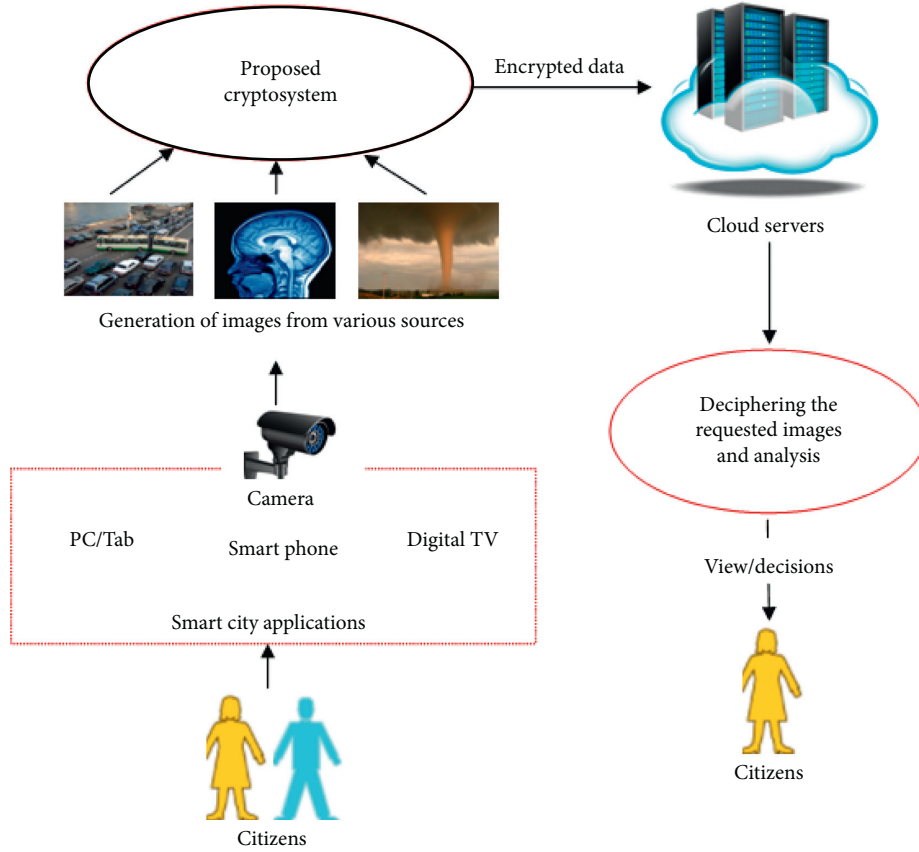 Proposed
cryptosystem
Encrypted data
Cloud servers
Generation of images from various sources
Deciphering the
requested images
and analysis
Camera
PC/Tab
Smart phone
Digital TV
Smart city applications
View/decisions
Citizens
Citizens